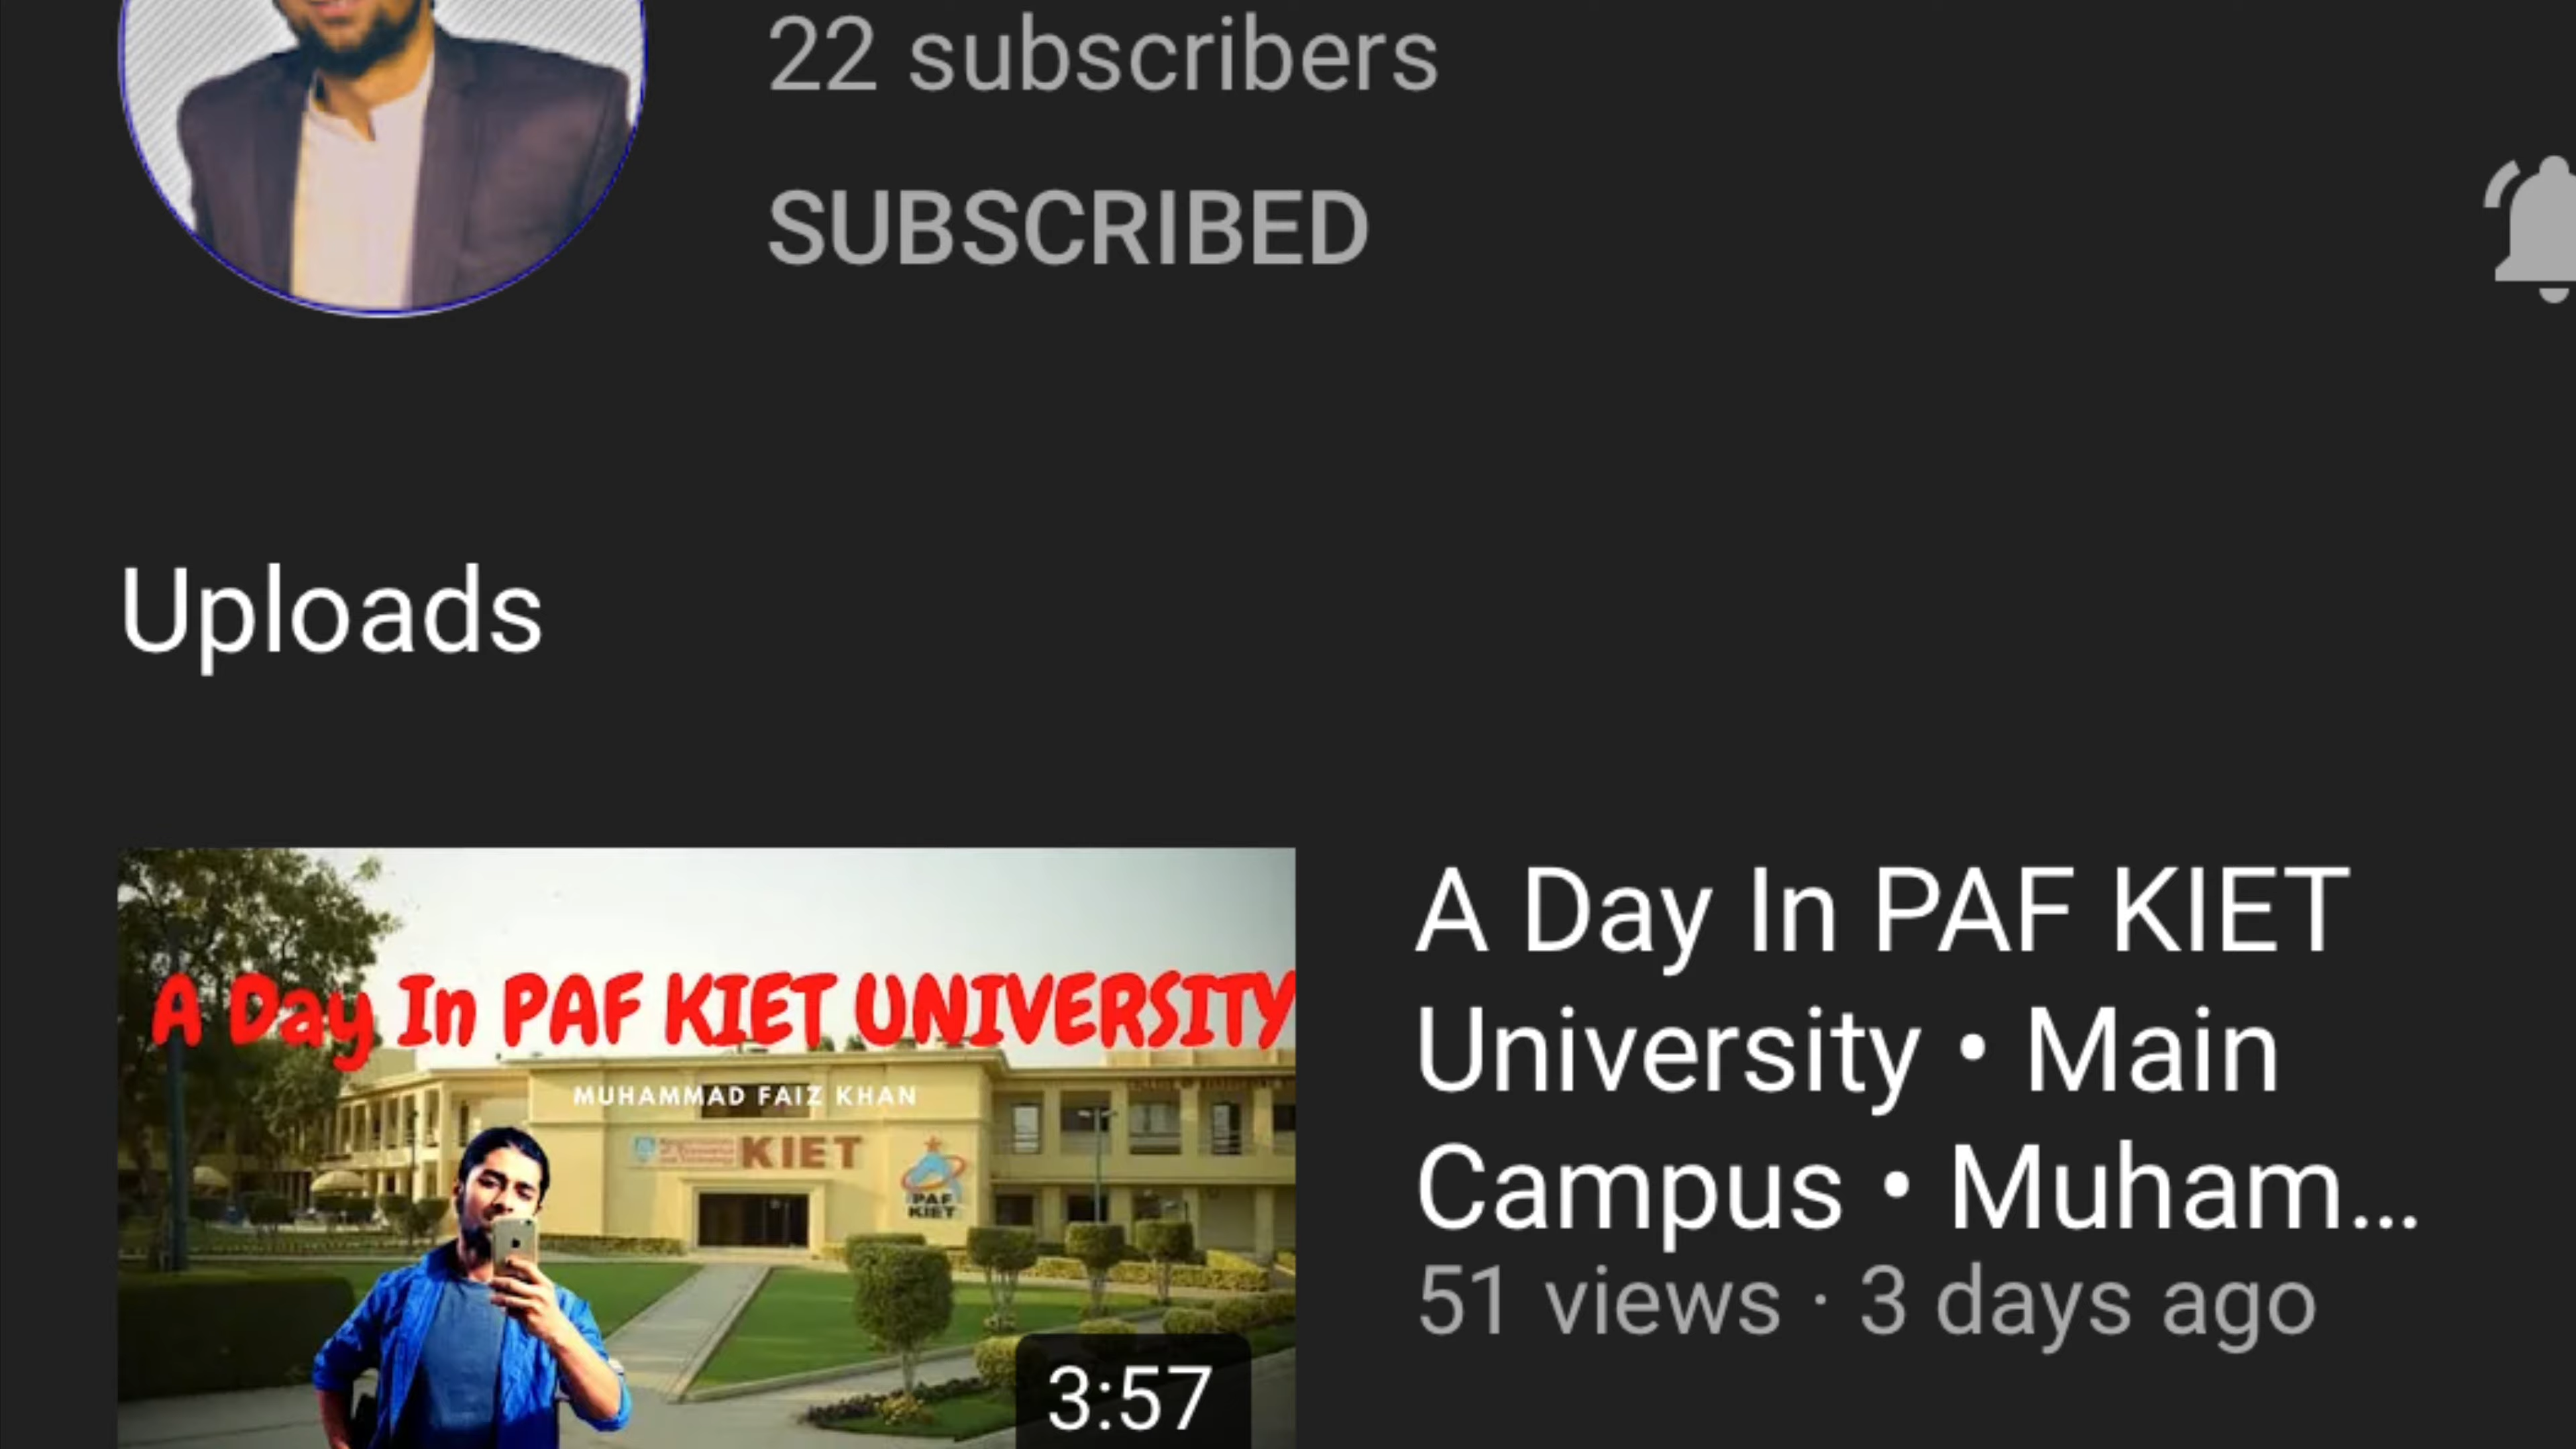 22 subscribers
SUBSCRIBED
Uploads
A Day In PAF KIET UNIVERSITY
MUHAMMAD FAIZ KHAN
KIET
PAF
KIET
3:57
A Day In PAF KIET
University • Main
Campus • Muham...
51 views · 3 days ago